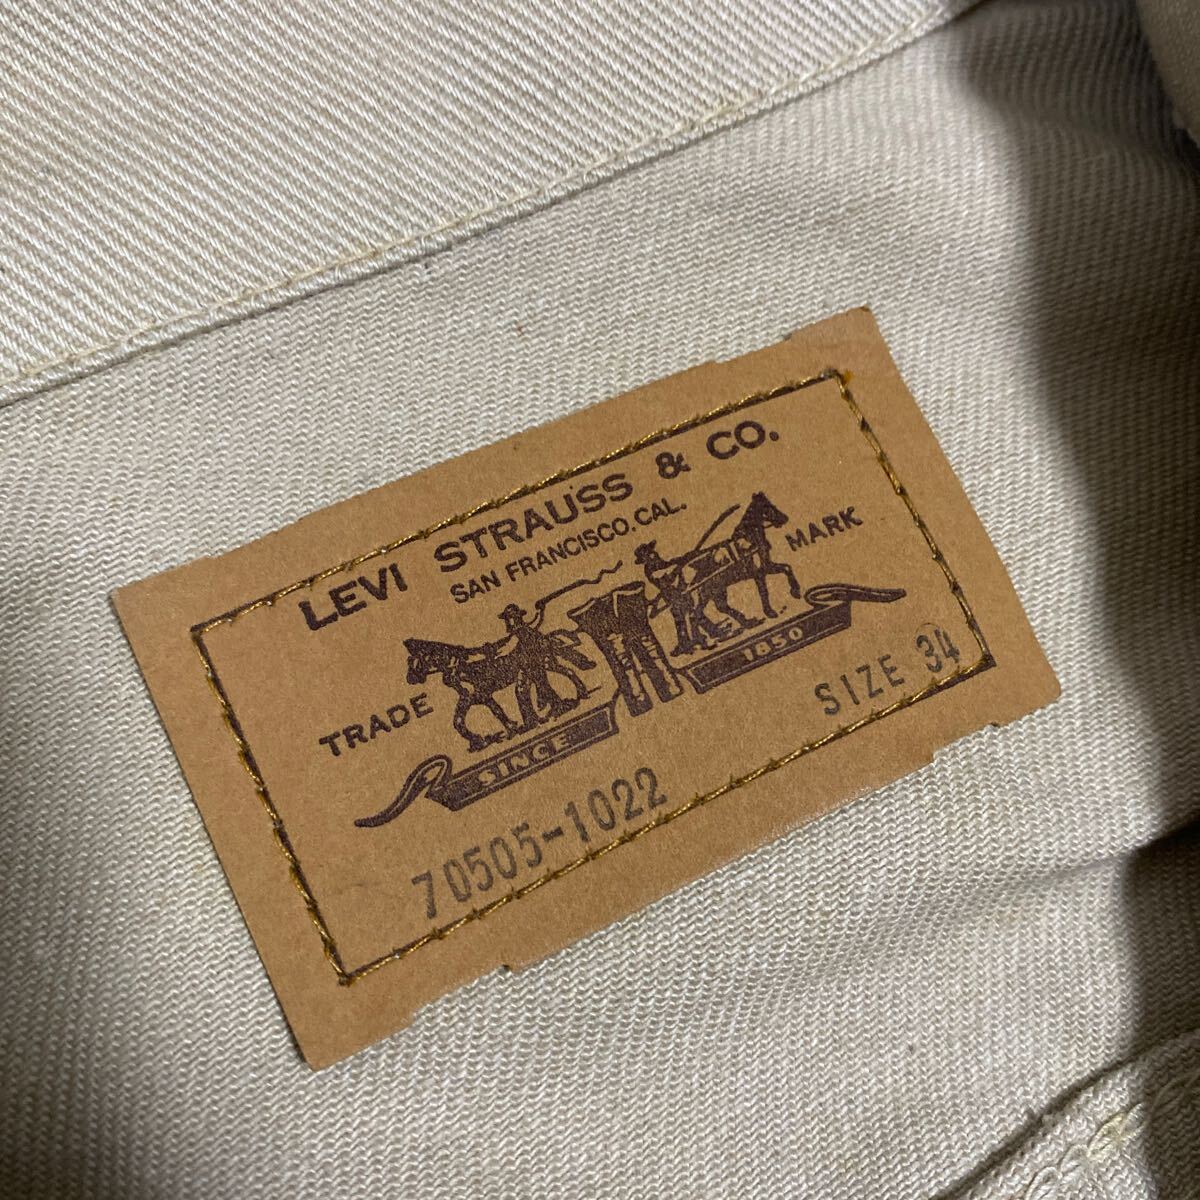 LEVI STRAUSS & CO.
SAN FRANCISCO, CAL.
TRADE MARK
SINCE 1850
SIZE 34
70505-1022